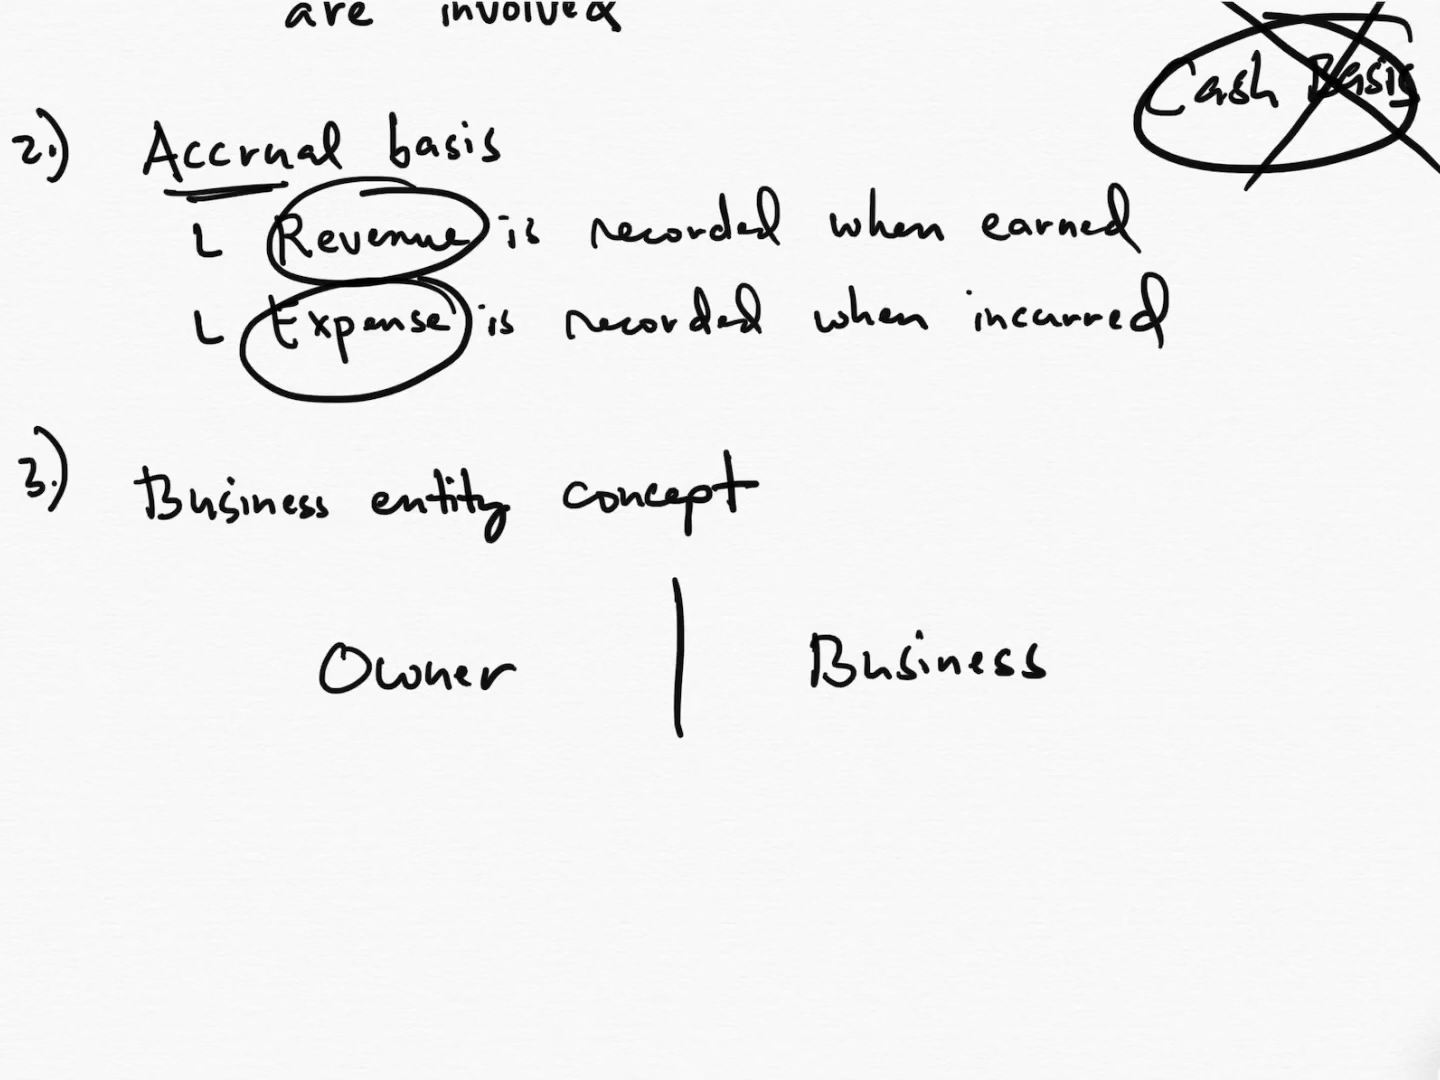 are involved
Cash Basis
2.) Accrual basis
L Revenue is recorded when earned
L Expense is recorded when incurred
3.) Business entity concept
Owner | Business